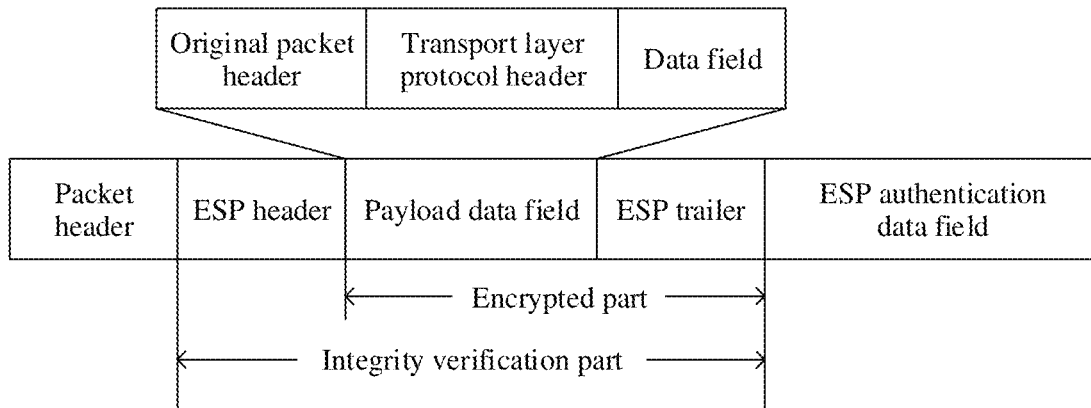 Original packet
header
Transport layer
protocol header
Data field
Packet
header
ESP header
Payload data field
ESP trailer
ESP authentication
data field
Encrypted part
Integrity verification part